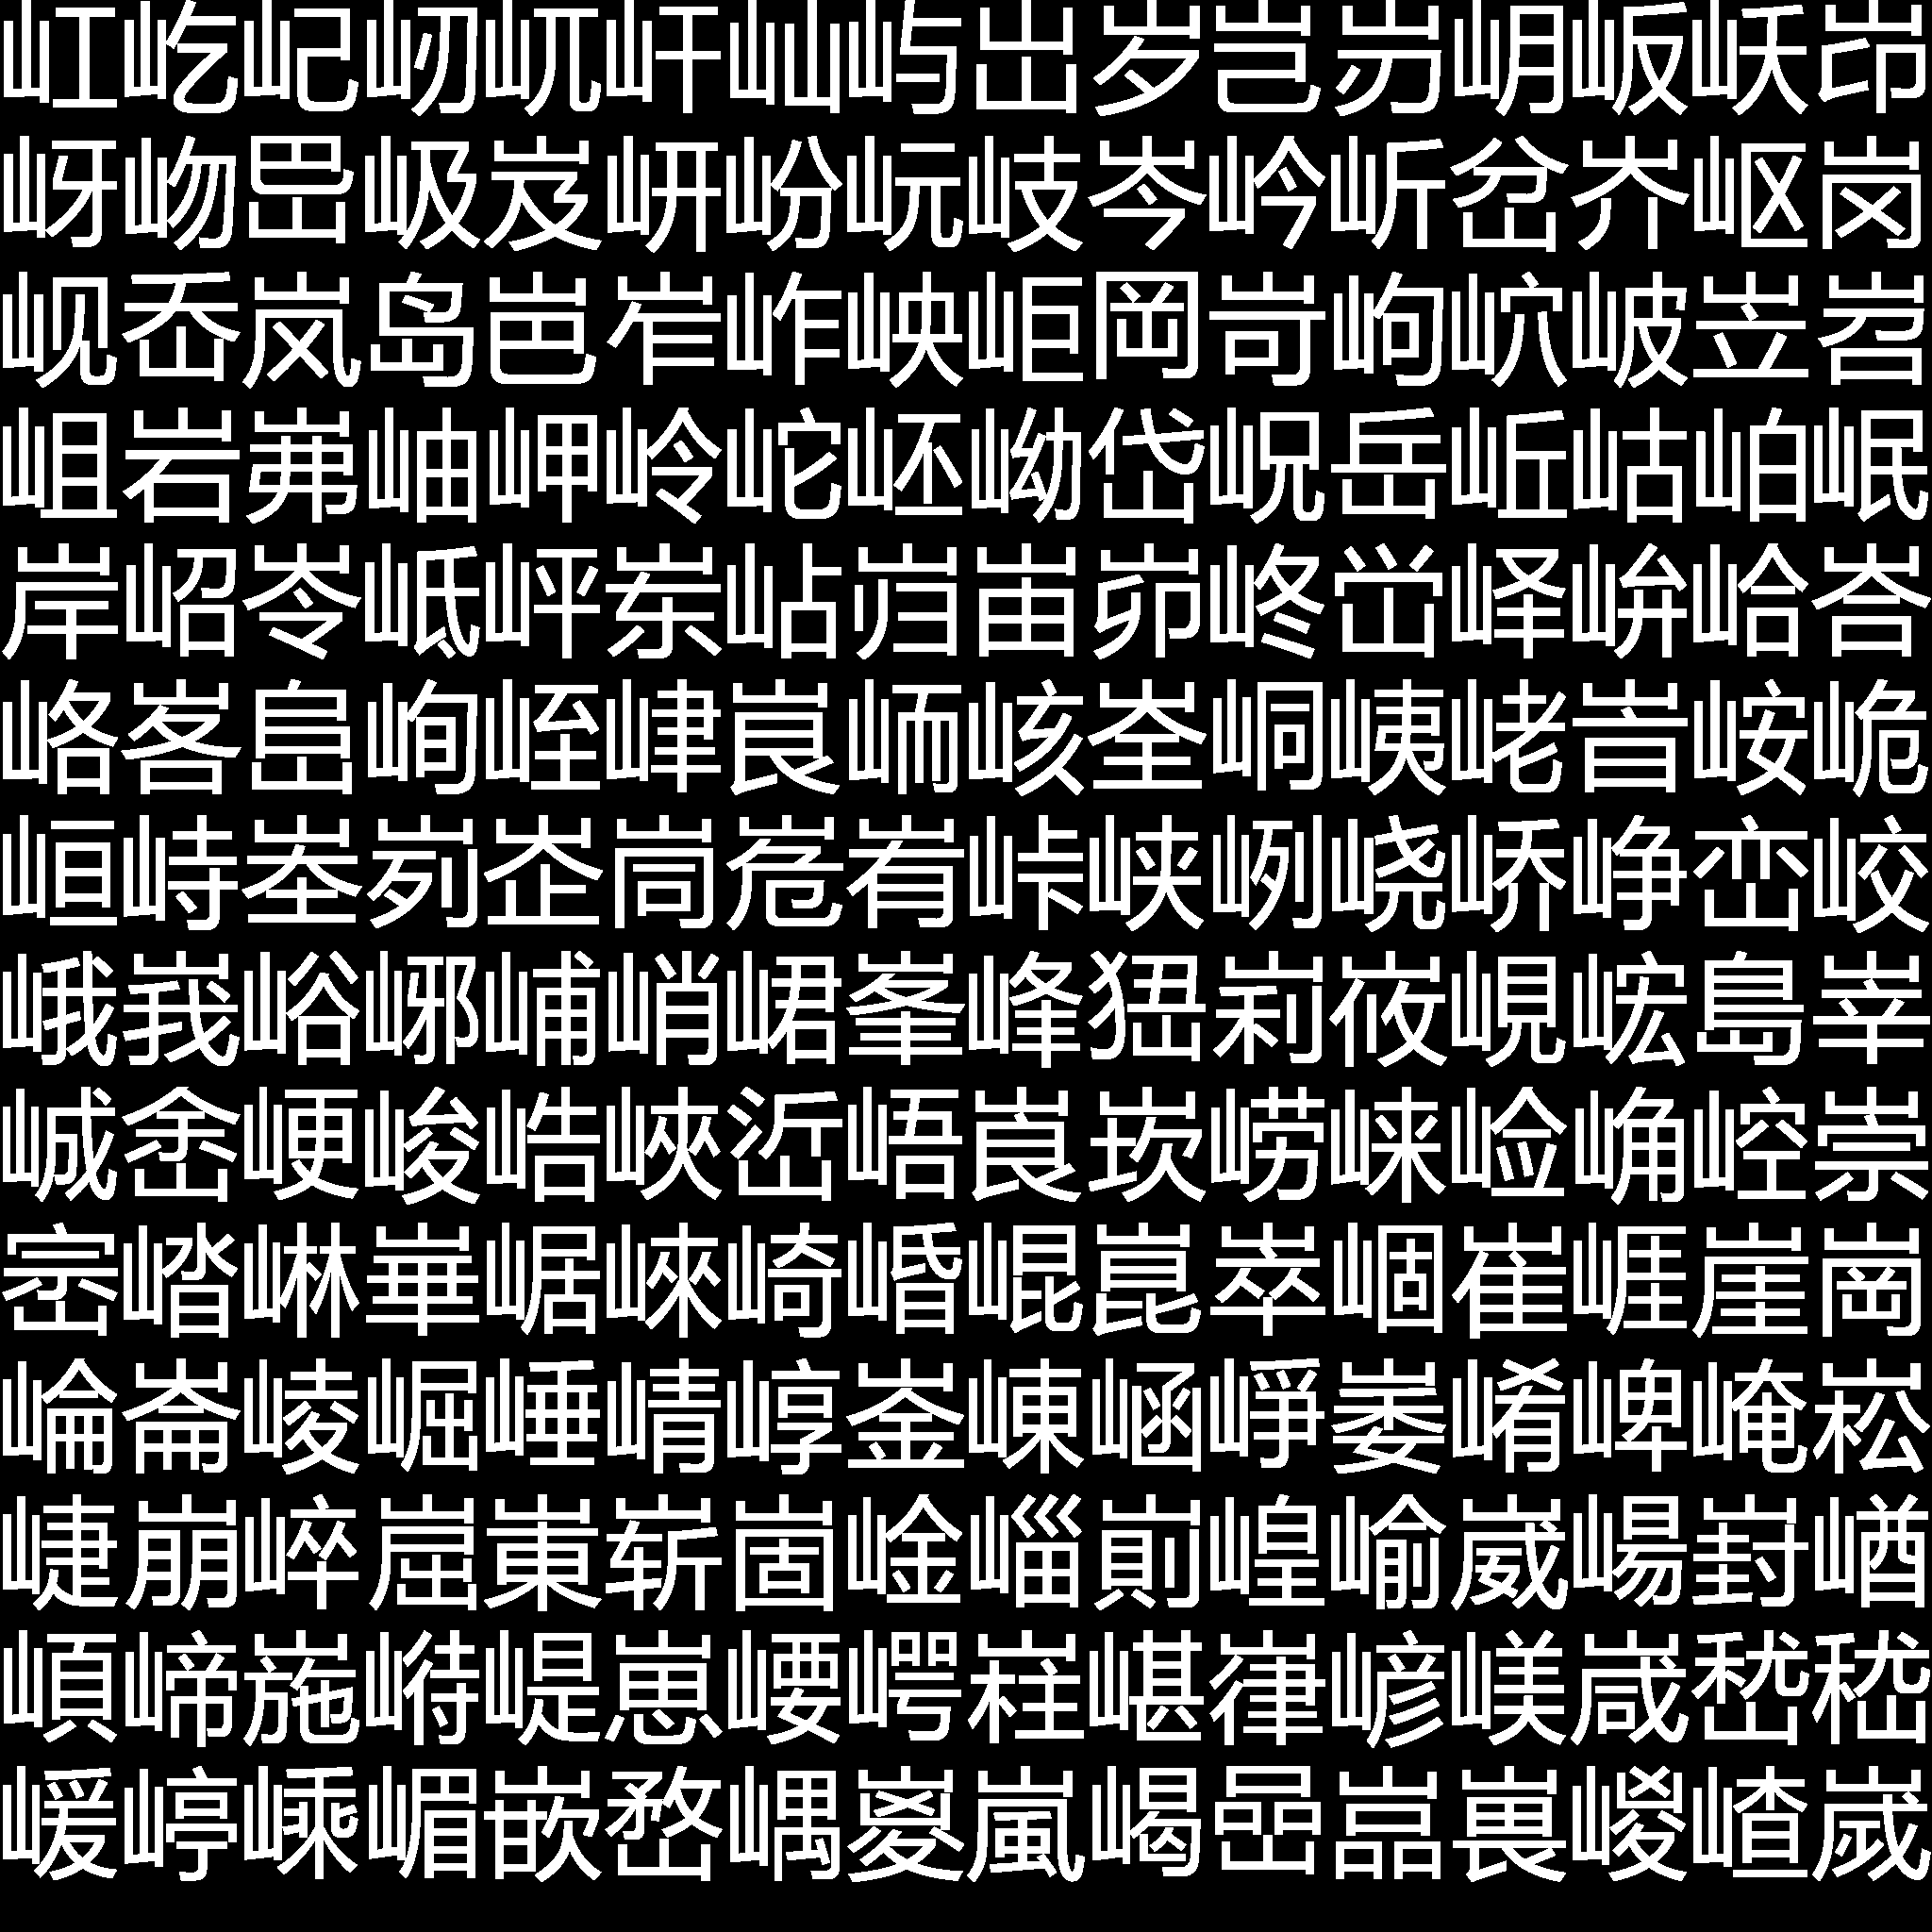 屸屹屺屻屼屽屾屿岀岁岂岃岄岅岆岇
岈岉岊岋岌岍岎岏岐岑岒岓岔岕岖岗
岘岙岚岛岜岝岞岟岠岡岢岣岤岥岦岧
岨岩岪岫岬岭岮岯岰岱岲岳岴岵岶岷
岸岹岺岻岼岽岾岿峀峁峂峃峄峅峆峇
峈峉峊峋峌峍峎峏峐峑峒峓峔峕峖峗
峘峙峚峛峜峝峞峟峠峡峢峣峤峥峦峧
峨峩峪峫峬峭峮峯峰峱峲峳峴峵島峷
峸峹峺峻峼峽峾峿崀崁崂崃崄崅崆崇
崈崉崊崋崌崍崎崏崐崑崒崓崔崕崖崗
崘崙崚崛崜崝崞崟崠崡崢崣崤崥崦崧
崨崩崪崫崬崭崮崯崰崱崲崳崴崵崶崷
崸崹崺崻崼崽崾崿嵀嵁嵂嵃嵄嵅嵆嵇
嵈嵉嵊嵋嵌嵍嵎嵏嵐嵑嵒嵓嵔嵕嵖嵗